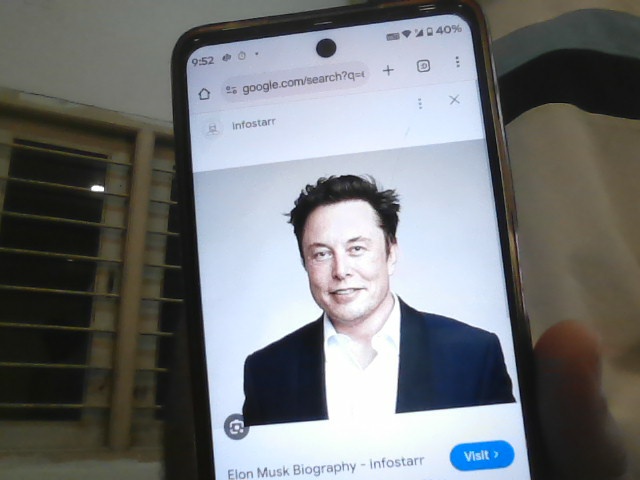 9:52
40%
google.com/search?q=
infostarr
Elon Musk Biography - infostarr
Visit